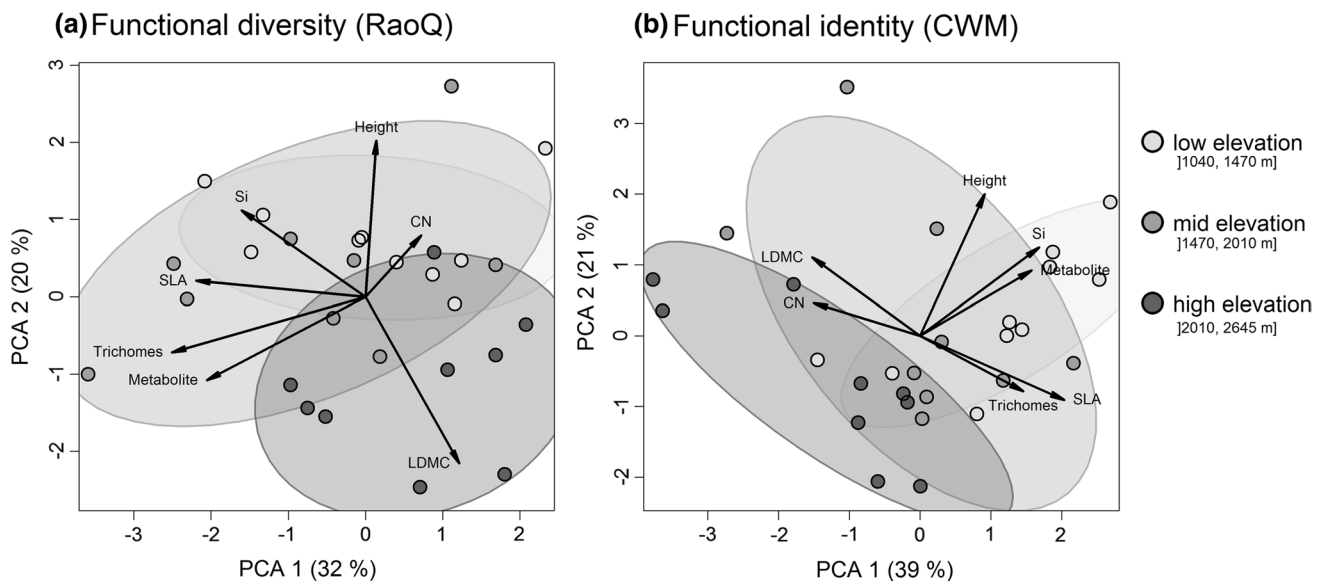 (a) Functional diversity (RaoQ)
PCA 2 (20 %)
3
2
1
0
-1
-2
Height
Si
CN
SLA
Trichomes
Metabolite
LDMC
-3
-2
-1
0
1
2
PCA 1 (32 %)
(b) Functional identity (CWM)
PCA 2 (21 %)
3
2
1
0
-1
-2
Height
Si
LDMC
Metabolite
CN
Trichomes
SLA
-3
-2
-1
0
1
2
PCA 1 (39 %)
low elevation
]1040, 1470 m]
mid elevation
]1470, 2010 m]
high elevation
]2010, 2645 m]